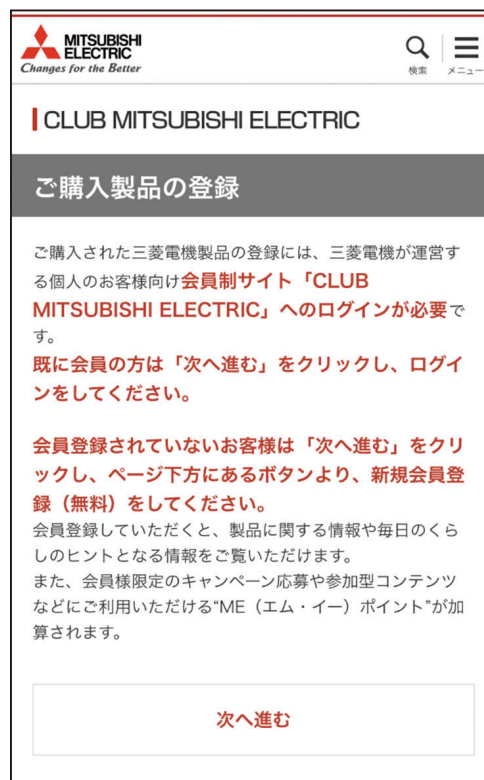 MITSUBISHI
ELECTRIC
Changes for the Better
検索
メニュー
CLUB MITSUBISHI ELECTRIC
ご購入製品の登録
ご購入された三菱電機製品の登録には、三菱電機が運営す
る個人のお客様向け会員制サイト「CLUB
MITSUBISHI ELECTRIC」へのログインが必要で
す。
既に会員の方は「次へ進む」をクリックし、ログイ
ンをしてください。
会員登録されていないお客様は「次へ進む」をクリ
ックし、ページ下方にあるボタンより、新規会員登
録（無料）をしてください。
会員登録していただくと、製品に関する情報や毎日のくら
しのヒントとなる情報をご覧いただけます。
また、会員様限定のキャンペーン応募や参加型コンテンツ
などにご利用いただける“ME（エム・イー）ポイント”が加
算されます。
次へ進む